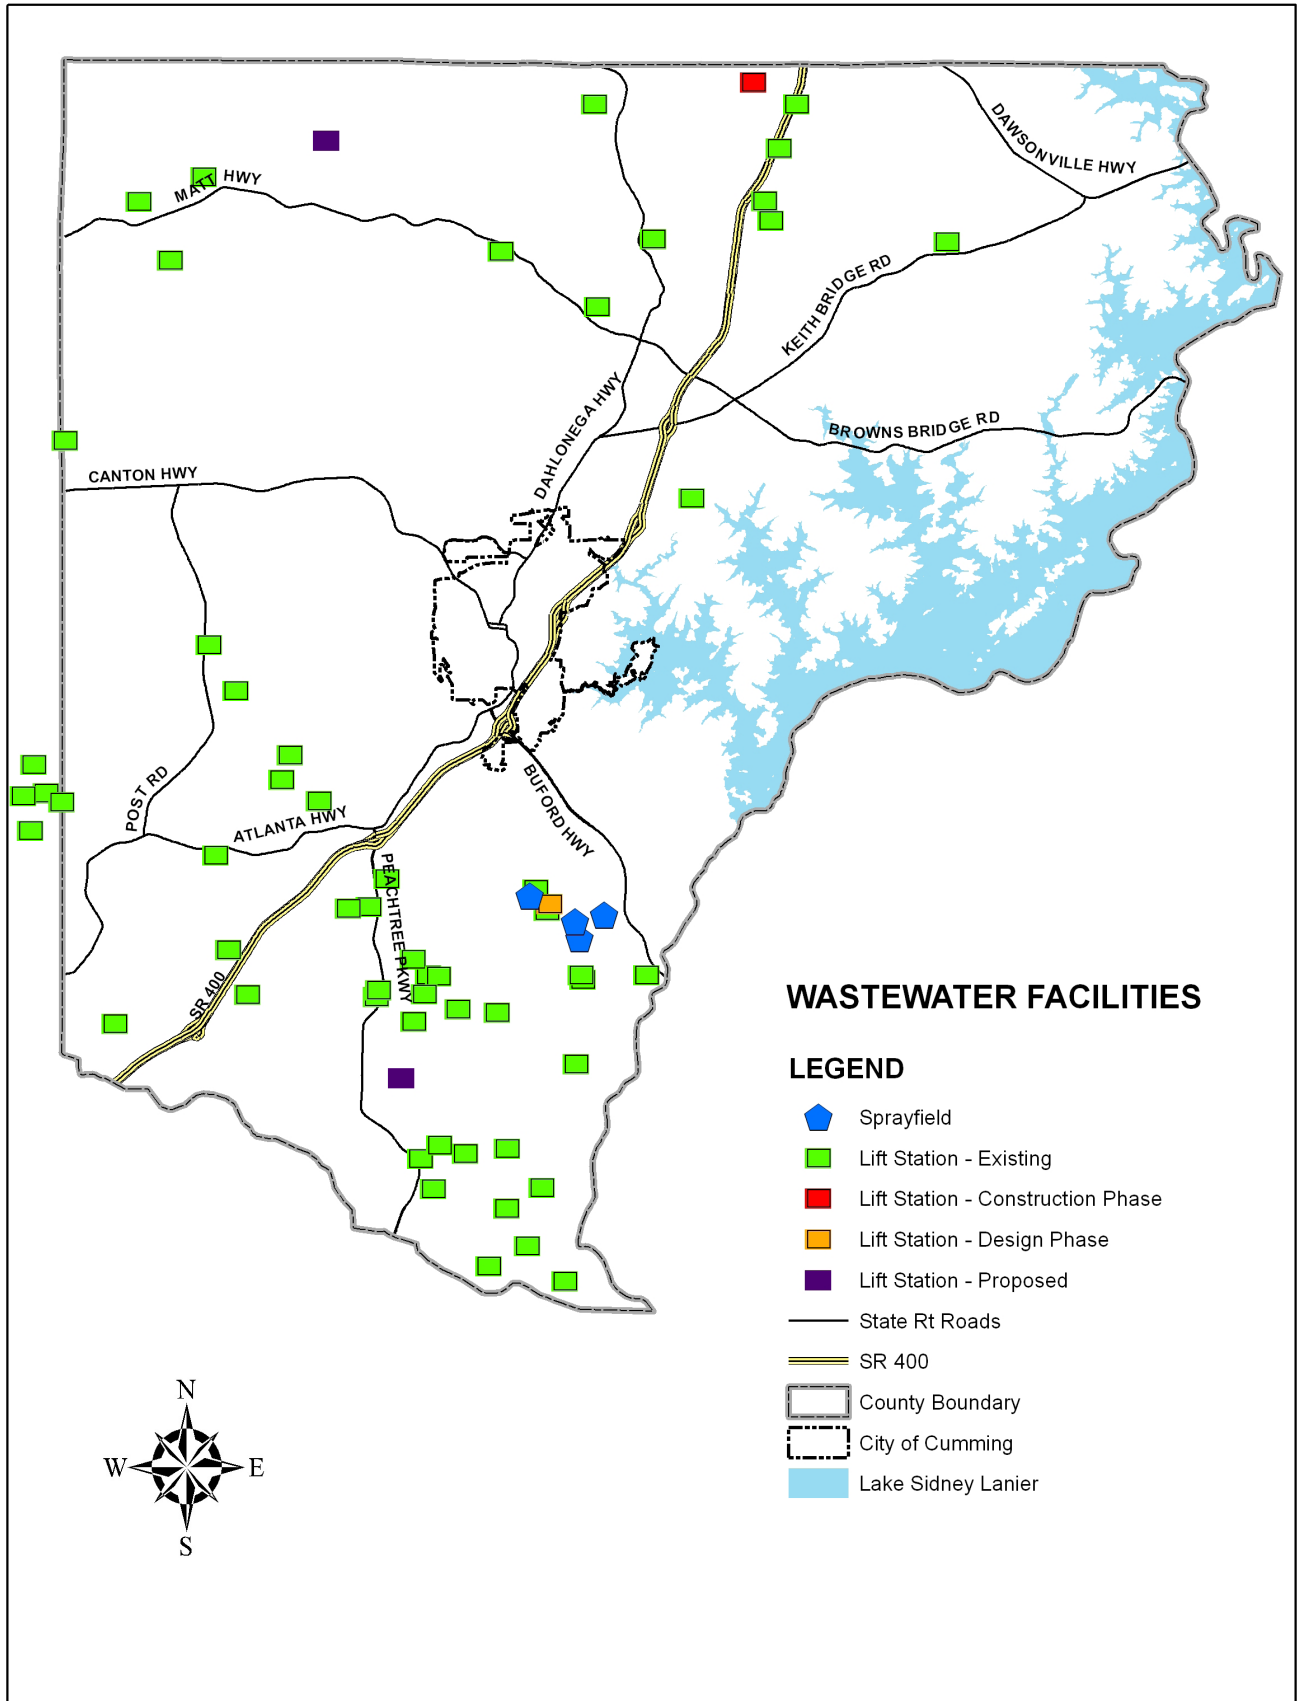 DAWSONVILLE HWY
MATT HWY
KEITH BRIDGE RD
DAHLONEGA HWY
BROWNS BRIDGE RD
CANTON HWY
POST RD
ATLANTA HWY
BUFORD HWY
PEACHTREE PKWY
SR 400
WASTEWATER FACILITIES
LEGEND
Sprayfield
Lift Station - Existing
Lift Station - Construction Phase
Lift Station - Design Phase
Lift Station - Proposed
State Rt Roads
SR 400
County Boundary
City of Cumming
Lake Sidney Lanier
N
W E
S